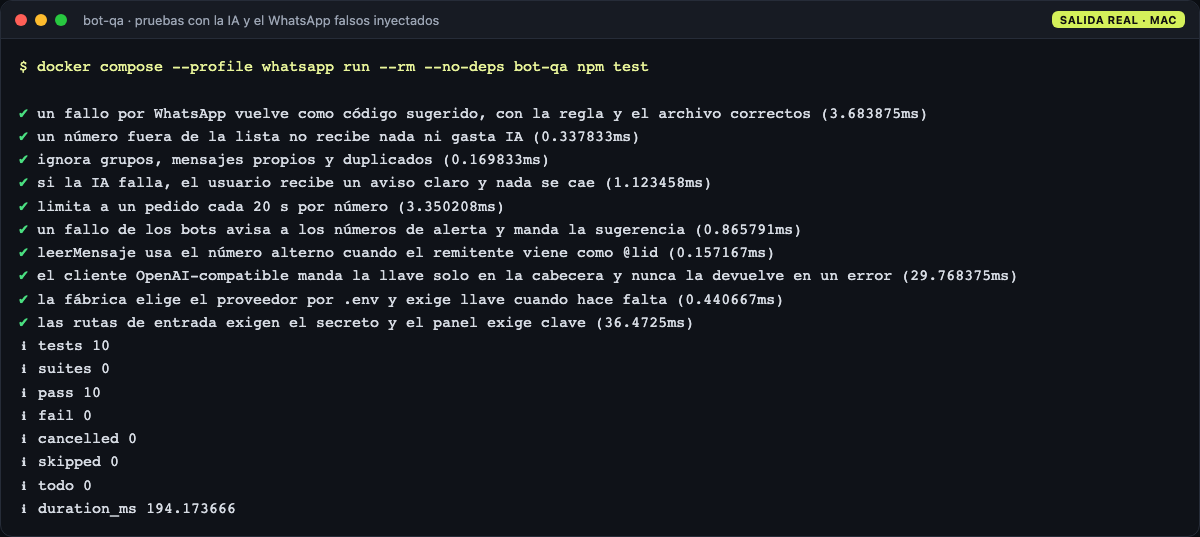 bot-qa · pruebas con la IA y el WhatsApp falsos inyectados
SALIDA REAL · MAC
$ docker compose --profile whatsapp run --rm --no-deps bot-qa npm test
✔ un fallo por WhatsApp vuelve como código sugerido, con la regla y el archivo correctos (3.683875ms)
✔ un número fuera de la lista no recibe nada ni gasta IA (0.337833ms)
✔ ignora grupos, mensajes propios y duplicados (0.169833ms)
✔ si la IA falla, el usuario recibe un aviso claro y nada se cae (1.123458ms)
✔ limita a un pedido cada 20 s por número (3.350208ms)
✔ un fallo de los bots avisa a los números de alerta y manda la sugerencia (0.865791ms)
✔ leerMensaje usa el número alterno cuando el remitente viene como @lid (0.157167ms)
✔ el cliente OpenAI-compatible manda la llave solo en la cabecera y nunca la devuelve en un error (29.768375ms)
✔ la fábrica elige el proveedor por .env y exige llave cuando hace falta (0.440667ms)
✔ las rutas de entrada exigen el secreto y el panel exige clave (36.4725ms)
ℹ tests 10
ℹ suites 0
ℹ pass 10
ℹ fail 0
ℹ cancelled 0
ℹ skipped 0
ℹ todo 0
ℹ duration_ms 194.173666